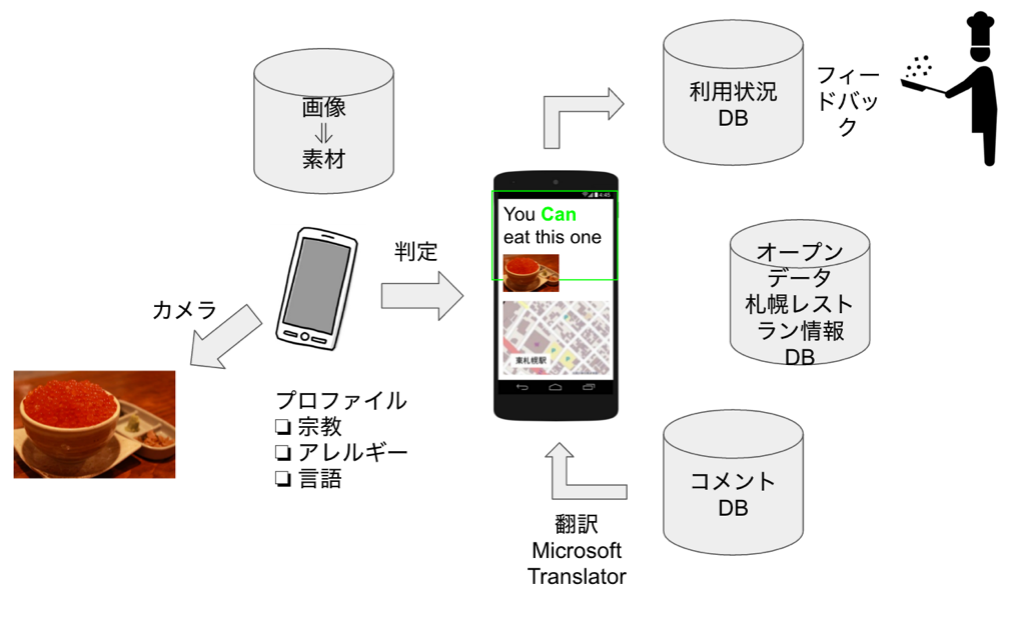 画像
⇓
素材
利用状況
DB
フィー
ドバッ
ク
4:45
You Can
eat this one
判定
カメラ
オープン
データ
札幌レスト
ラン情報
DB
東札幌駅
プロファイル
❏ 宗教
❏ アレルギー
❏ 言語
コメント
DB
翻訳
Microsoft
Translator